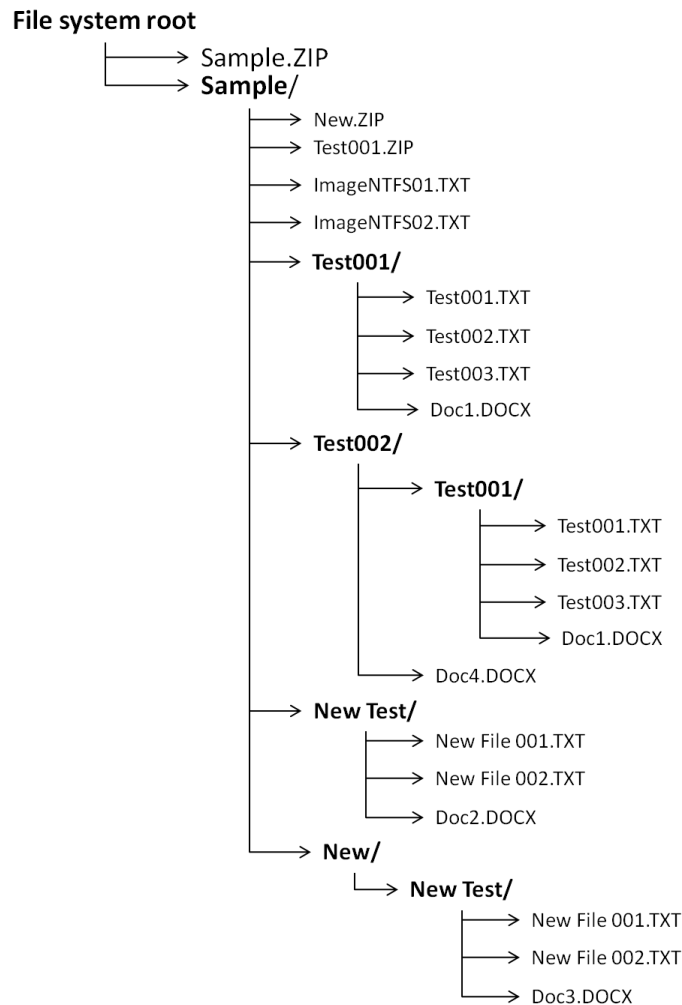 File system root
Sample.ZIP
Sample/
New.ZIP
Test001.ZIP
ImageNTFS01.TXT
ImageNTFS02.TXT
Test001/
Test001.TXT
Test002.TXT
Test003.TXT
Doc1.DOCX
Test002/
Test001/
Test001.TXT
Test002.TXT
Test003.TXT
Doc1.DOCX
Doc4.DOCX
New Test/
New File 001.TXT
New File 002.TXT
Doc2.DOCX
New/
New Test/
New File 001.TXT
New File 002.TXT
Doc3.DOCX